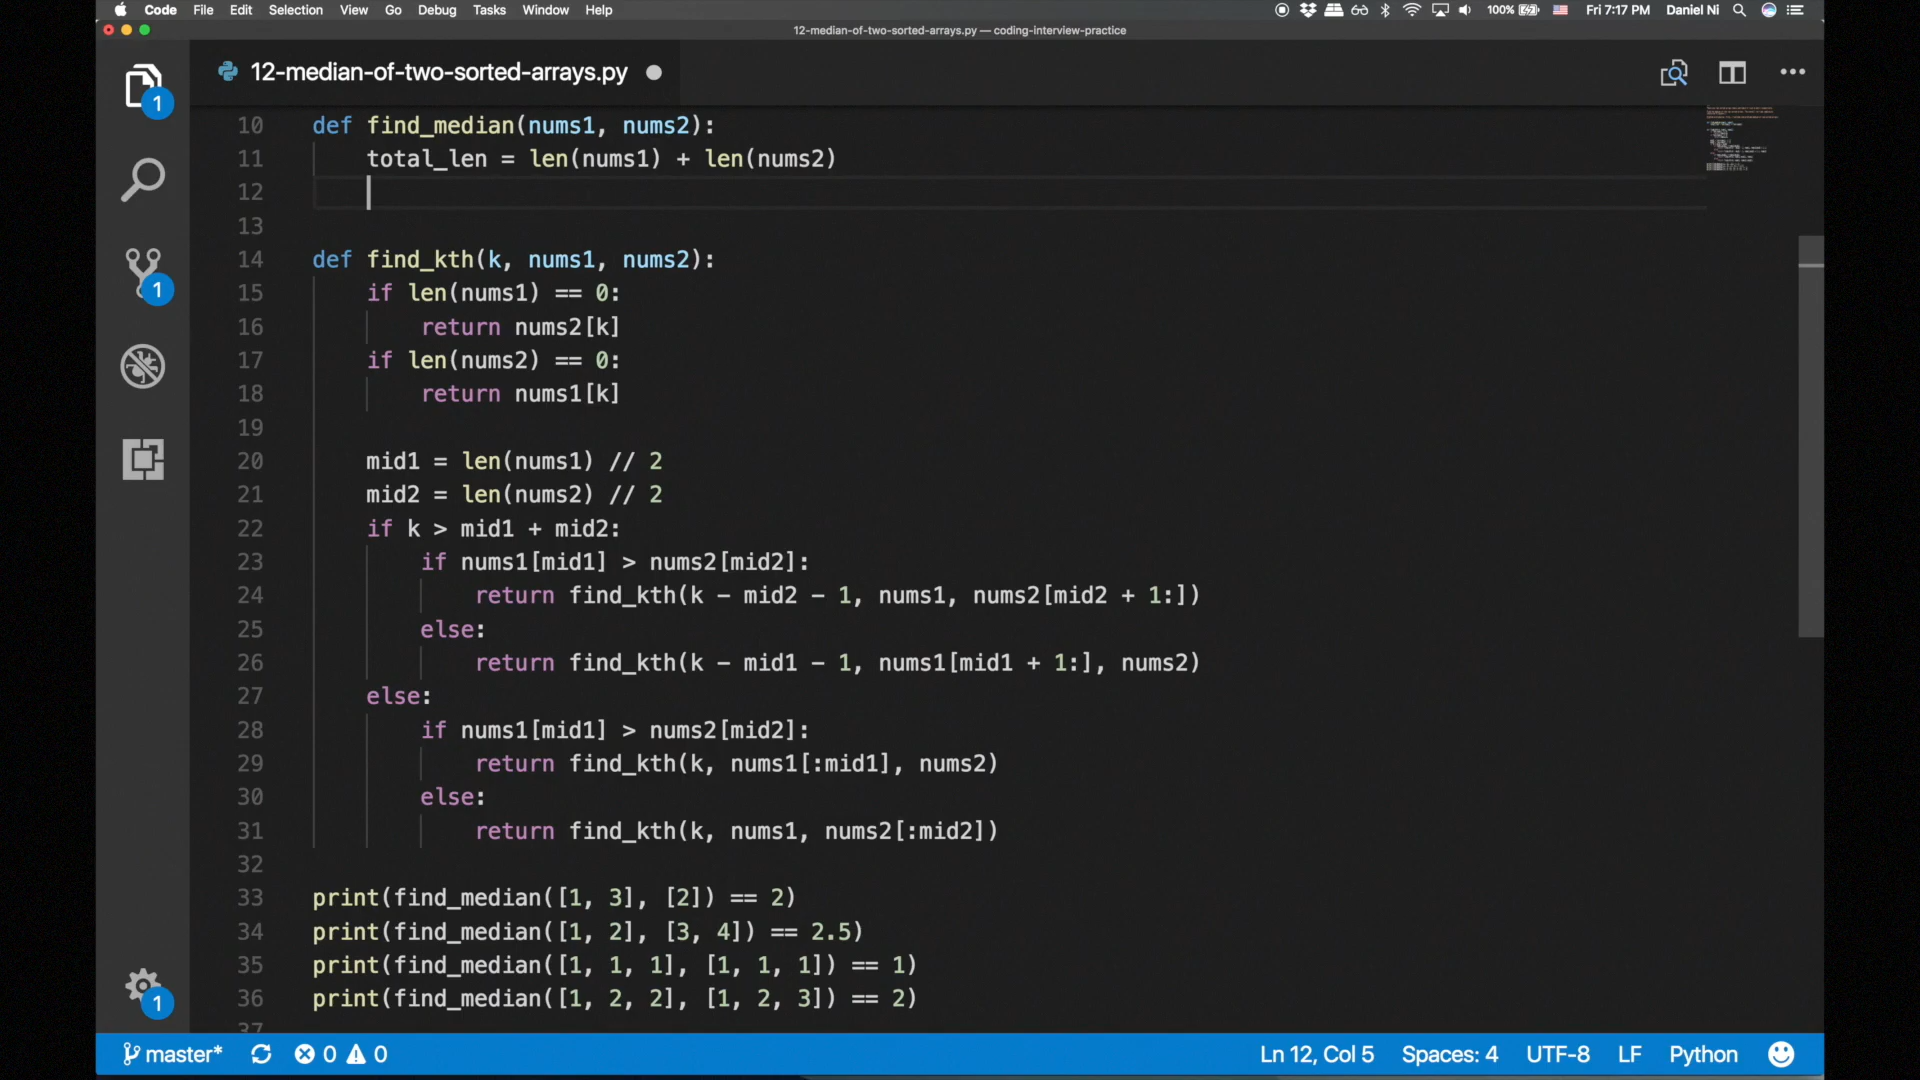 Code File Edit Selection View Go Debug Tasks Window Help 100% Fri 7:17 PM Daniel Ni
12-median-of-two-sorted-arrays.py — coding-interview-practice
12-median-of-two-sorted-arrays.py
1
1
1
10 def find_median(nums1, nums2):
11 total_len = len(nums1) + len(nums2)
12
13
14 def find_kth(k, nums1, nums2):
15 if len(nums1) == 0:
16 return nums2[k]
17 if len(nums2) == 0:
18 return nums1[k]
19
20 mid1 = len(nums1) // 2
21 mid2 = len(nums2) // 2
22 if k > mid1 + mid2:
23 if nums1[mid1] > nums2[mid2]:
24 return find_kth(k - mid2 - 1, nums1, nums2[mid2 + 1:])
25 else:
26 return find_kth(k - mid1 - 1, nums1[mid1 + 1:], nums2)
27 else:
28 if nums1[mid1] > nums2[mid2]:
29 return find_kth(k, nums1[:mid1], nums2)
30 else:
31 return find_kth(k, nums1, nums2[:mid2])
32
33 print(find_median([1, 3], [2]) == 2)
34 print(find_median([1, 2], [3, 4]) == 2.5)
35 print(find_median([1, 1, 1], [1, 1, 1]) == 1)
36 print(find_median([1, 2, 2], [1, 2, 3]) == 2)
37
master* 0 0 Ln 12, Col 5 Spaces: 4 UTF-8 LF Python